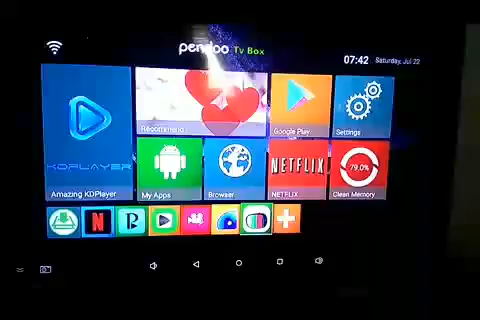 pendoo Tv Box
07:42 Saturday, Jul 22
KDPLAYER
Amazing KDPlayer
Recommend
Google Play
Settings
My Apps
Browser
NETFLIX
NETFLIX
79.0%
Clean Memory
N